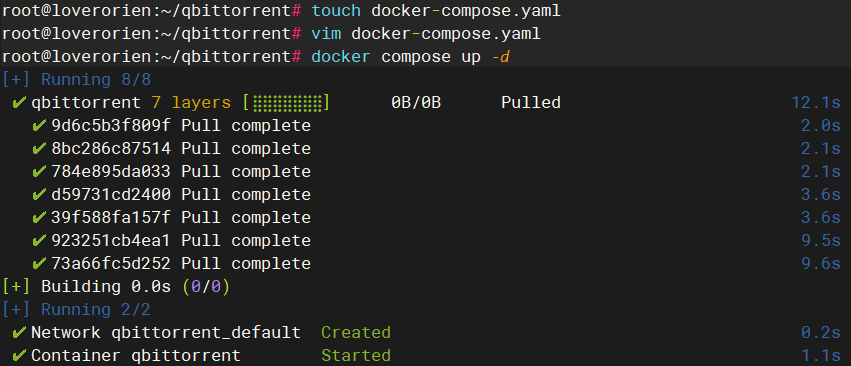 root@loverorien:~/qbittorrent# touch docker-compose.yaml
root@loverorien:~/qbittorrent# vim docker-compose.yaml
root@loverorien:~/qbittorrent# docker compose up -d
[+] Running 8/8
✔ qbittorrent 7 layers [⣿⣿⣿⣿⣿⣿⣿] 0B/0B Pulled 12.1s
✔ 9d6c5b3f809f Pull complete 2.0s
✔ 8bc286c87514 Pull complete 2.1s
✔ 784e895da033 Pull complete 2.1s
✔ d59731cd2400 Pull complete 3.6s
✔ 39f588fa157f Pull complete 3.6s
✔ 923251cb4ea1 Pull complete 9.5s
✔ 73a66fc5d252 Pull complete 9.6s
[+] Building 0.0s (0/0)
[+] Running 2/2
✔ Network qbittorrent_default Created 0.2s
✔ Container qbittorrent Started 1.1s